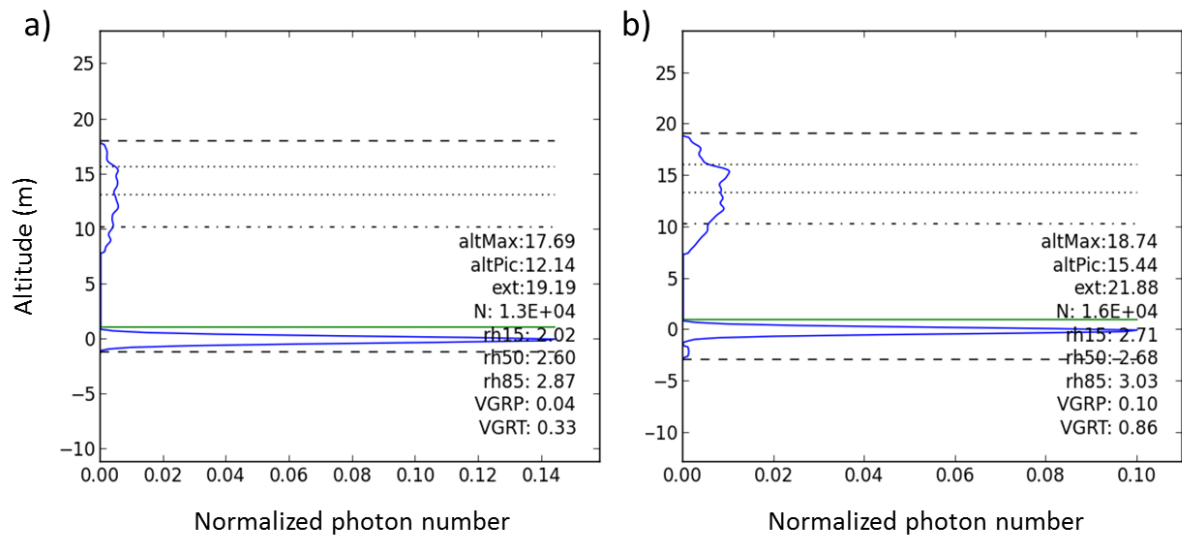 a)
25
20
15
10
5
0
−5
−10
0.00 0.02 0.04 0.06 0.08 0.10 0.12 0.14
Altitude (m)
Normalized photon number
altMax:17.69
altPic:12.14
ext:19.19
N: 1.3E+04
rh15: 2.02
rh50: 2.60
rh85: 2.87
VGRP: 0.04
VGRT: 0.33
b)
25
20
15
10
5
0
−5
−10
0.00 0.02 0.04 0.06 0.08 0.10
Normalized photon number
altMax:18.74
altPic:15.44
ext:21.88
N: 1.6E+04
rh15: 2.71
rh50: 2.68
rh85: 3.03
VGRP: 0.10
VGRT: 0.86